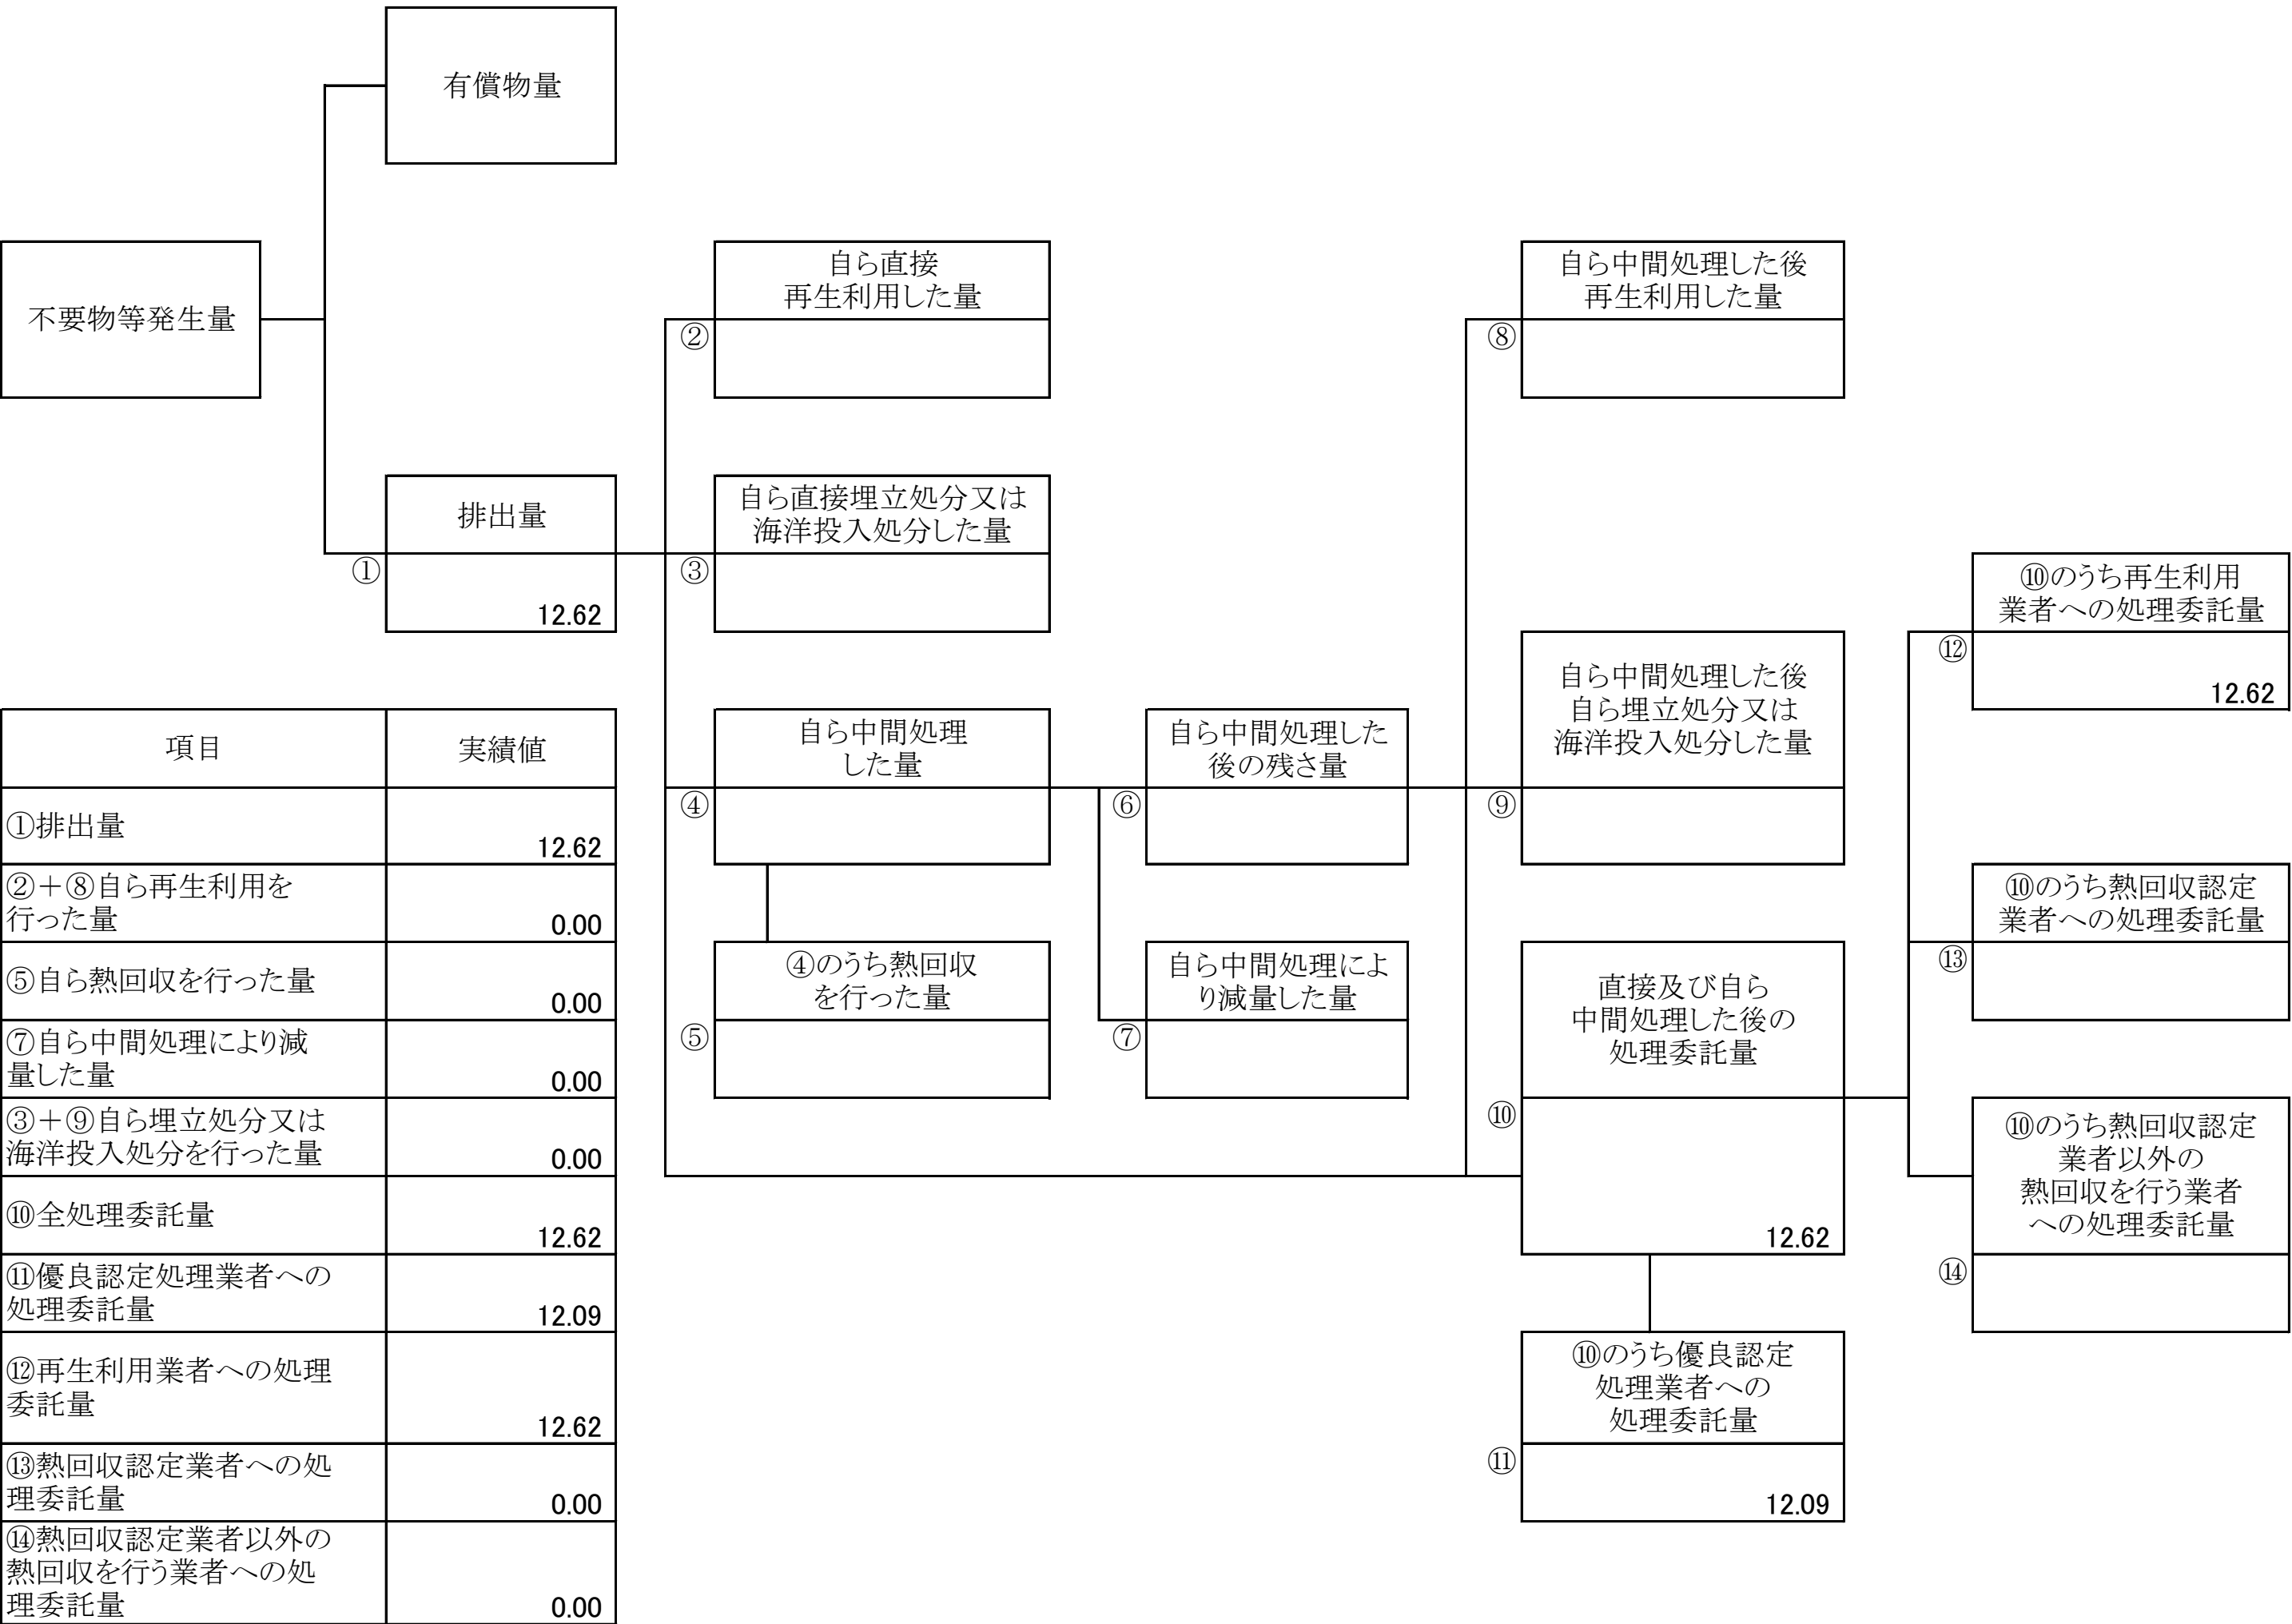 有償物量
不要物等発生量
自ら直接
再生利用した量
②
自ら中間処理した後
再生利用した量
⑧
排出量
①
12.62
自ら直接埋立処分又は
海洋投入処分した量
③
⑩のうち再生利用
業者への処理委託量
⑫
12.62
自ら中間処理した後
自ら埋立処分又は
海洋投入処分した量
⑨
自ら中間処理
した量
④
自ら中間処理した
後の残さ量
⑥
④のうち熱回収
を行った量
⑤
自ら中間処理によ
り減量した量
⑦
直接及び自ら
中間処理した後の
処理委託量
⑩
12.62
⑩のうち熱回収認定
業者への処理委託量
⑬
⑩のうち熱回収認定
業者以外の
熱回収を行う業者
への処理委託量
⑭
⑩のうち優良認定
処理業者への
処理委託量
⑪
12.09
項目 実績値
①排出量
12.62
②＋⑧自ら再生利用を
行った量
0.00
⑤自ら熱回収を行った量
0.00
⑦自ら中間処理により減
量した量
0.00
③＋⑨自ら埋立処分又は
海洋投入処分を行った量
0.00
⑩全処理委託量
12.62
⑪優良認定処理業者への
処理委託量
12.09
⑫再生利用業者への処理
委託量
12.62
⑬熱回収認定業者への処
理委託量
0.00
⑭熱回収認定業者以外の
熱回収を行う業者への処
理委託量
0.00